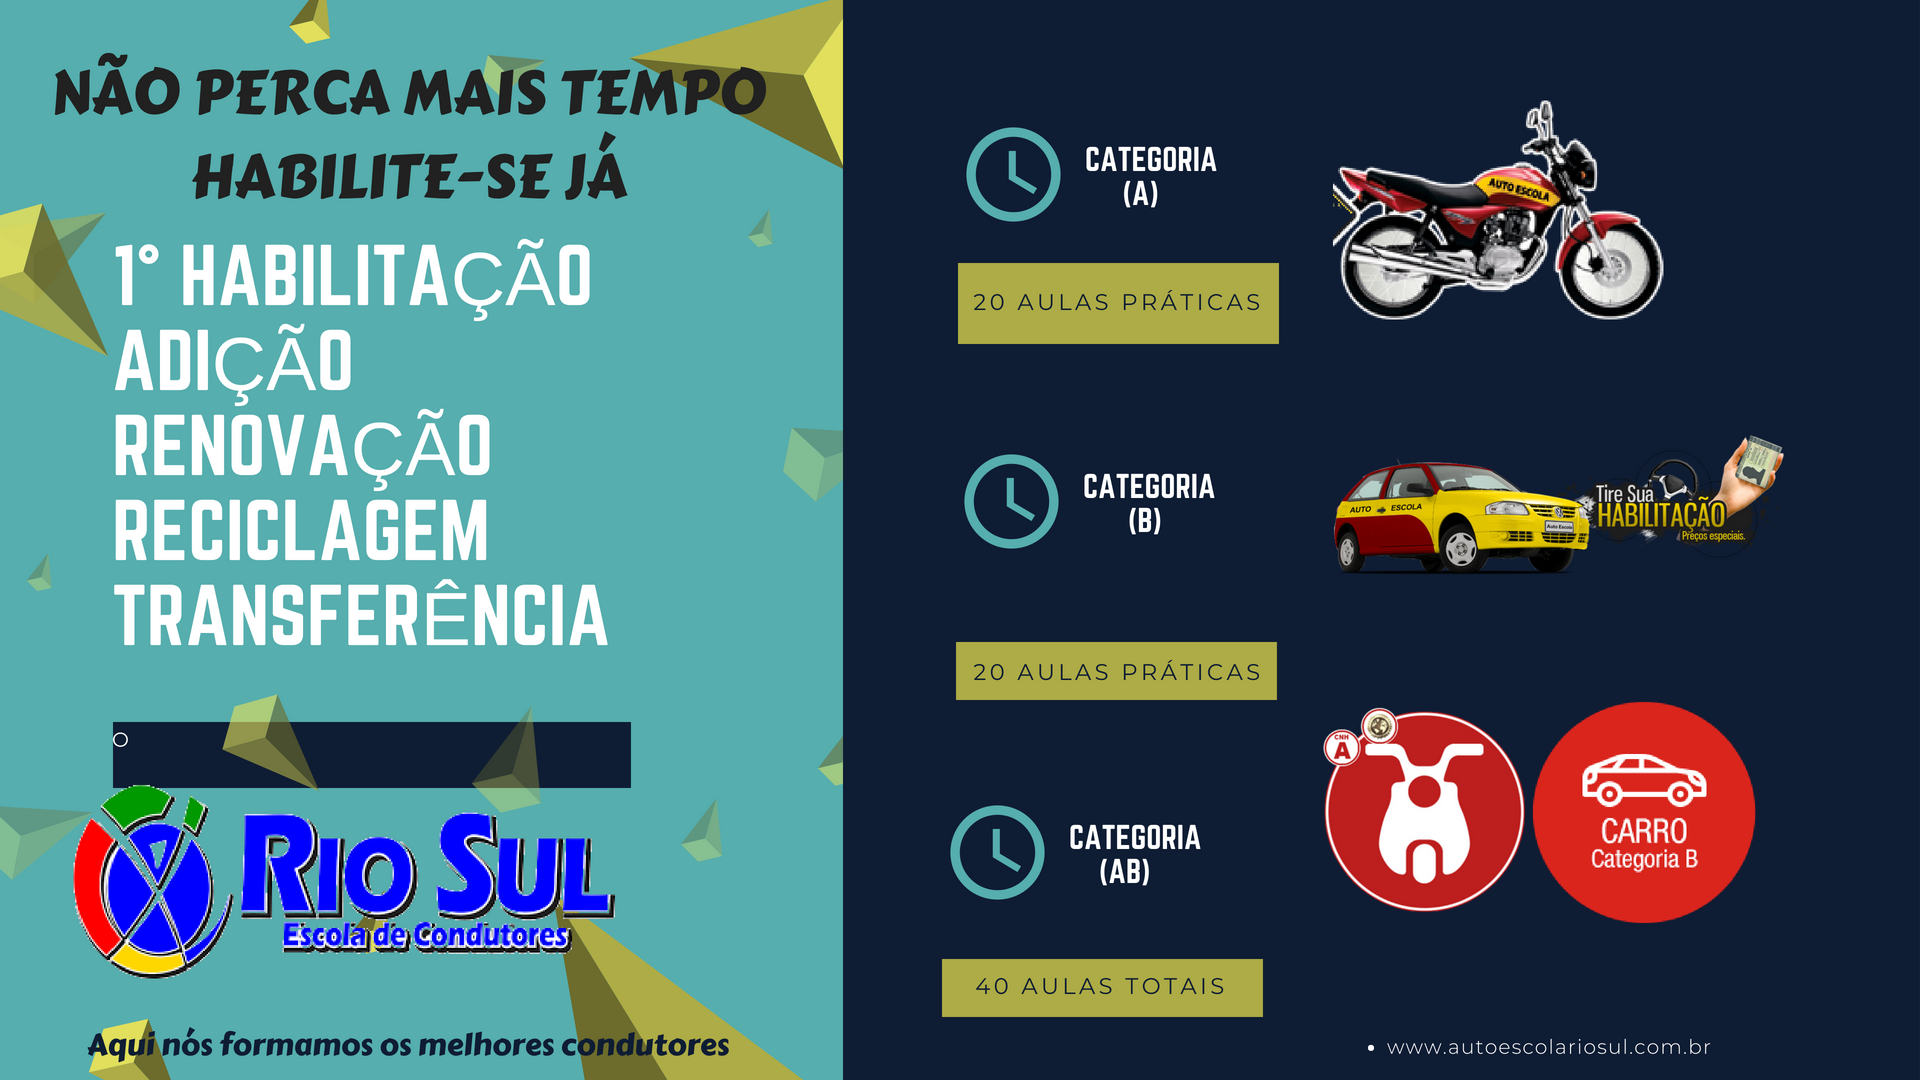 NÃO PERCA MAIS TEMPO
HABILITE-SE JÁ
1° HABILITAÇÃO
ADIÇÃO
RENOVAÇÃO
RECICLAGEM
TRANSFERÊNCIA
RIO SUL
Escola de Condutores
Aqui nós formamos os melhores condutores
CATEGORIA
(A)
AUTO ESCOLA
20 AULAS PRÁTICAS
CATEGORIA
(B)
AUTO ESCOLA
Auto Escola
Tire Sua
HABILITAÇÃO
Preços especiais.
20 AULAS PRÁTICAS
CATEGORIA
(AB)
CNH
A
CARRO
Categoria B
40 AULAS TOTAIS
• www.autoescolariosul.com.br